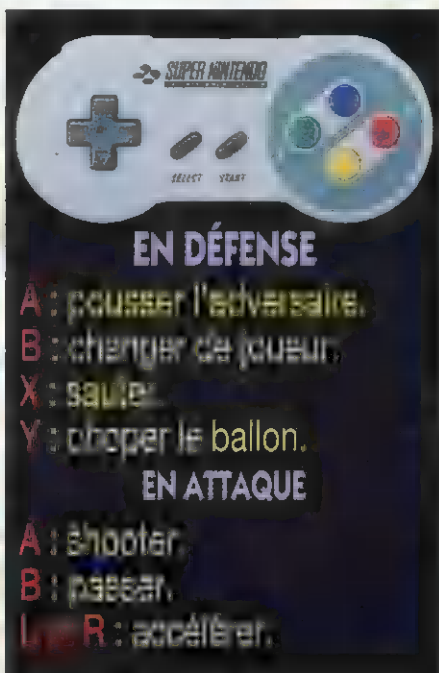 SUPER NINTENDO
SELECT START
EN DÉFENSE
A : pousser l'adversaire.
B : changer de joueur.
X : sauter.
Y : choper le ballon.
EN ATTAQUE
A : shooter.
B : passer.
L R : accélérer.